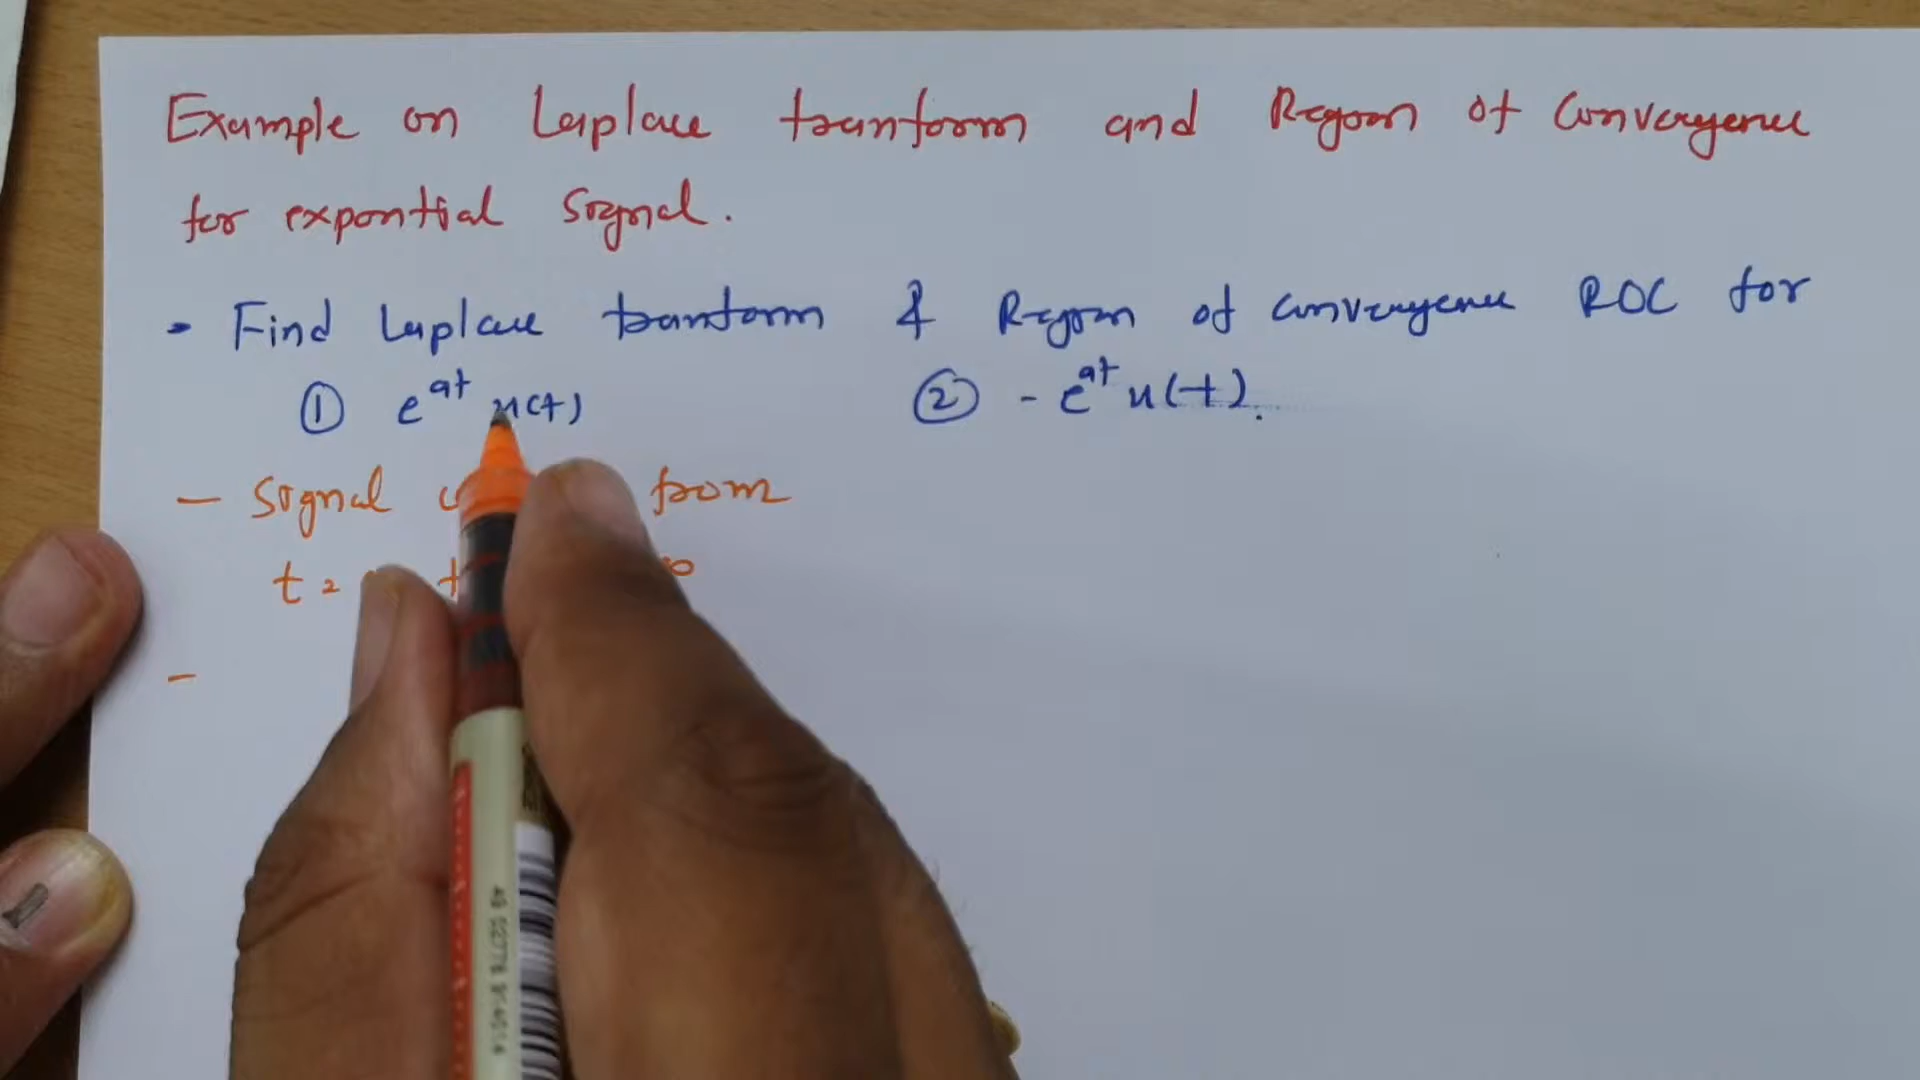 Example on Laplace tranform and Region of Convergence
for expontial signal.
• Find Laplace tranform & Region of convergence ROC for
① e^{at} u(t) ② - e^{at} u(t).
- Signal from
t =
-